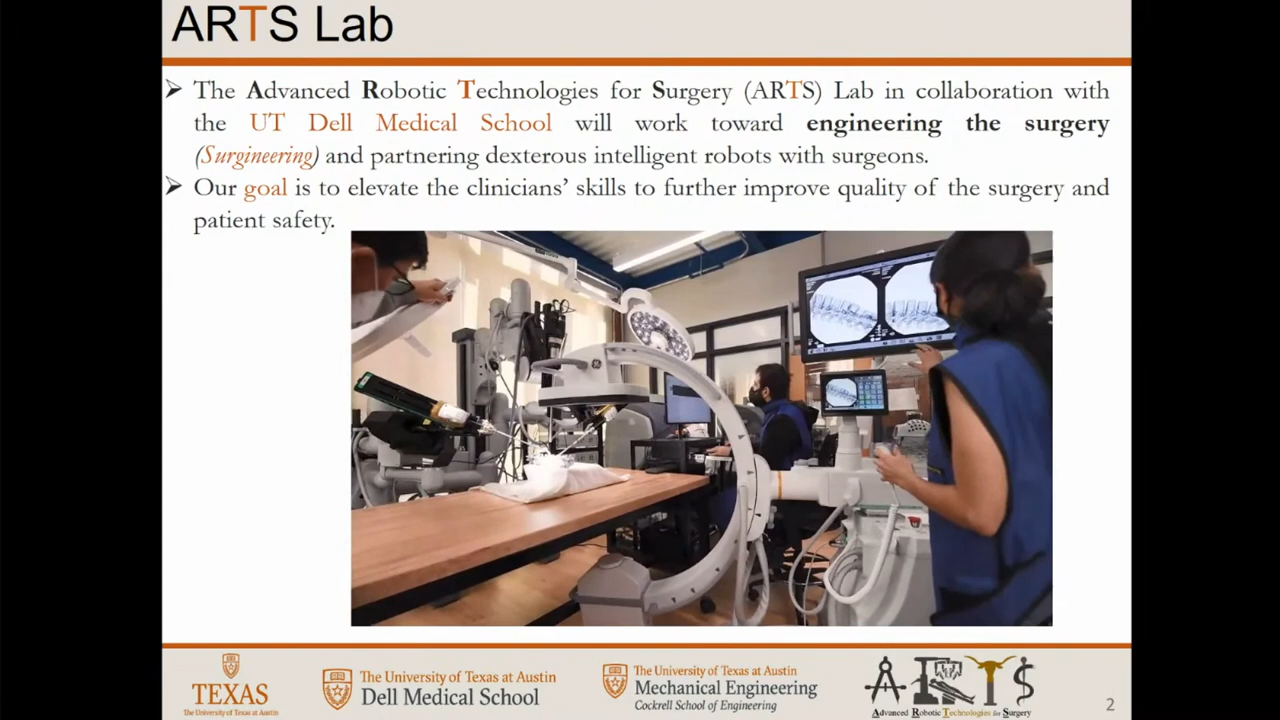 ARTS Lab
The Advanced Robotic Technologies for Surgery (ARTS) Lab in collaboration with
the UT Dell Medical School will work toward engineering the surgery
(Surgineering) and partnering dexterous intelligent robots with surgeons.
Our goal is to elevate the clinicians’ skills to further improve quality of the surgery and
patient safety.
TEXAS
The University of Texas at Austin
The University of Texas at Austin
Dell Medical School
The University of Texas at Austin
Mechanical Engineering
Cockrell School of Engineering
ARTS
Advanced Robotic Technologies for Surgery
2